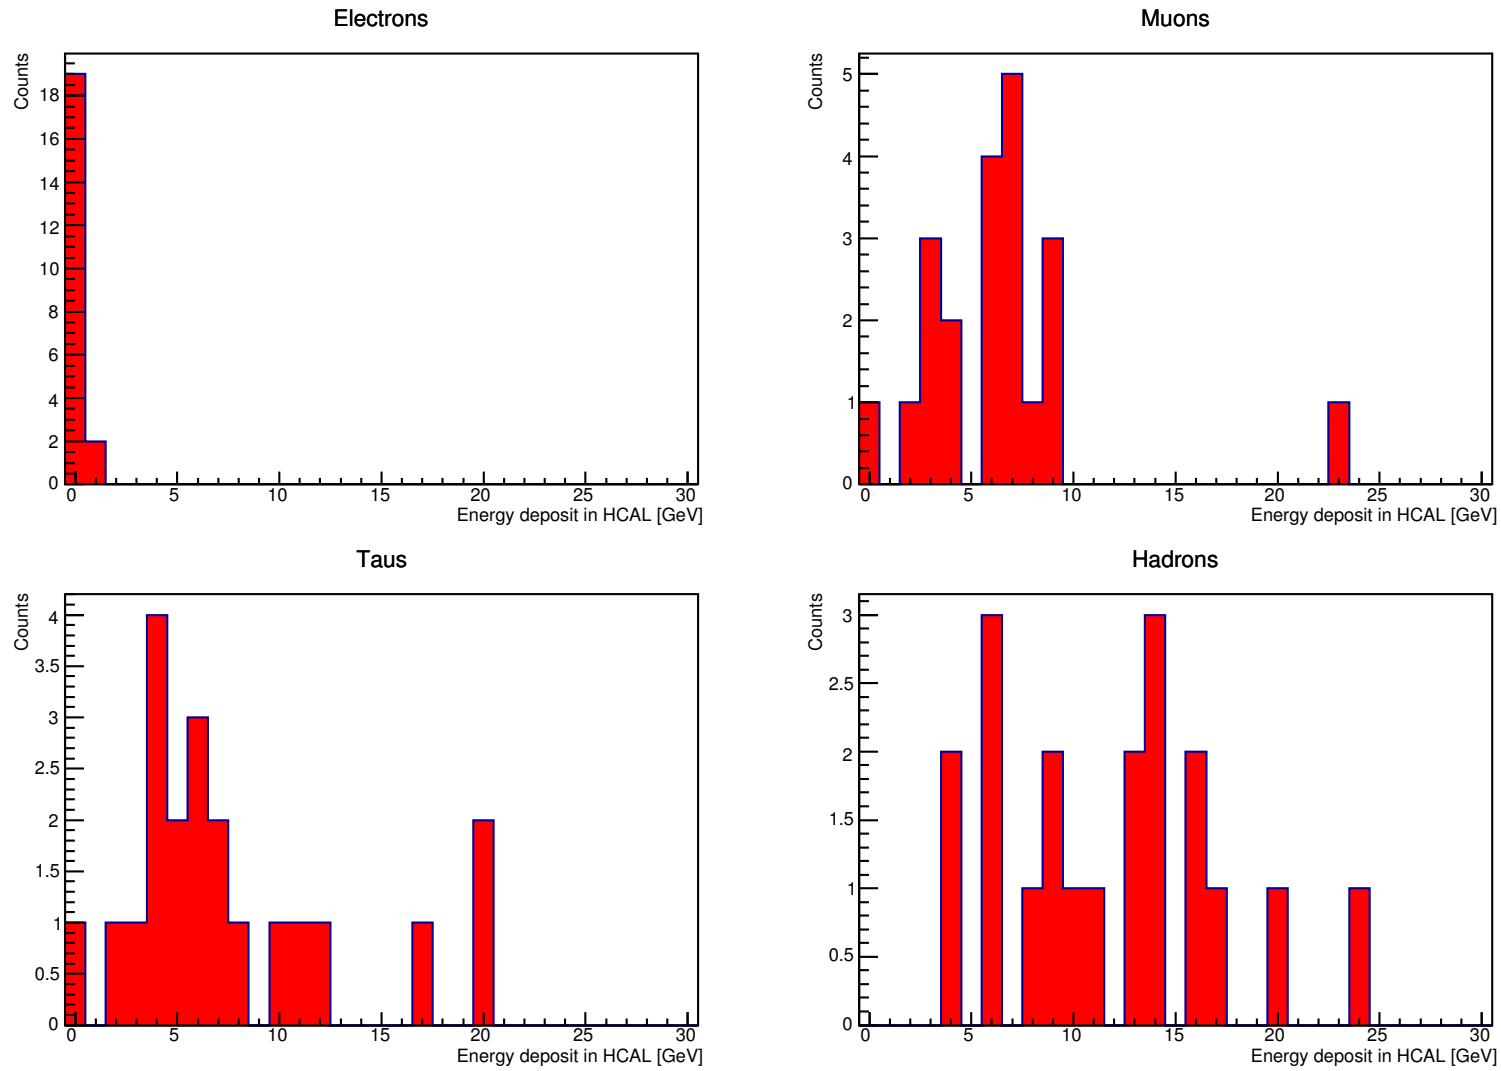 Electrons
Counts
18
16
14
12
10
8
6
4
2
0
0 5 10 15 20 25 30
Energy deposit in HCAL [GeV]
Muons
Counts
5
4
3
2
1
0
0 5 10 15 20 25 30
Energy deposit in HCAL [GeV]
Taus
Counts
4
3.5
3
2.5
2
1.5
1
0.5
0
0 5 10 15 20 25 30
Energy deposit in HCAL [GeV]
Hadrons
Counts
3
2.5
2
1.5
1
0.5
0
0 5 10 15 20 25 30
Energy deposit in HCAL [GeV]